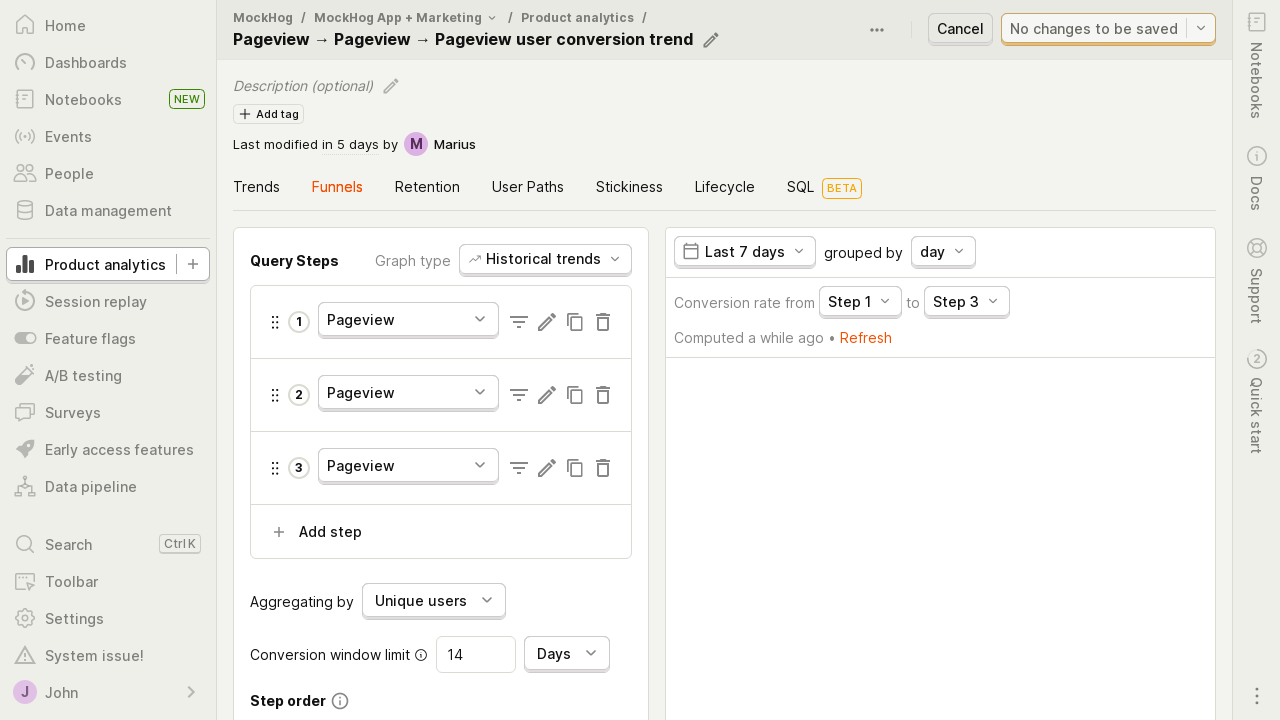 Home
Dashboards
Notebooks NEW
Events
People
Data management
Product analytics
Session replay
Feature flags
A/B testing
Surveys
Early access features
Data pipeline
Search Ctrl K
Toolbar
Settings
System issue!
J John
MockHog / MockHog App + Marketing / Product analytics /
Pageview → Pageview → Pageview user conversion trend
Cancel
No changes to be saved
Description (optional)
Add tag
Last modified in 5 days by M Marius
Trends Funnels Retention User Paths Stickiness Lifecycle SQL BETA
Query Steps Graph type Historical trends
1 Pageview
2 Pageview
3 Pageview
Add step
Aggregating by Unique users
Conversion window limit 14 Days
Step order
Last 7 days grouped by day
Conversion rate from Step 1 to Step 3
Computed a while ago • Refresh
Notebooks
Docs
Support
2 Quick start